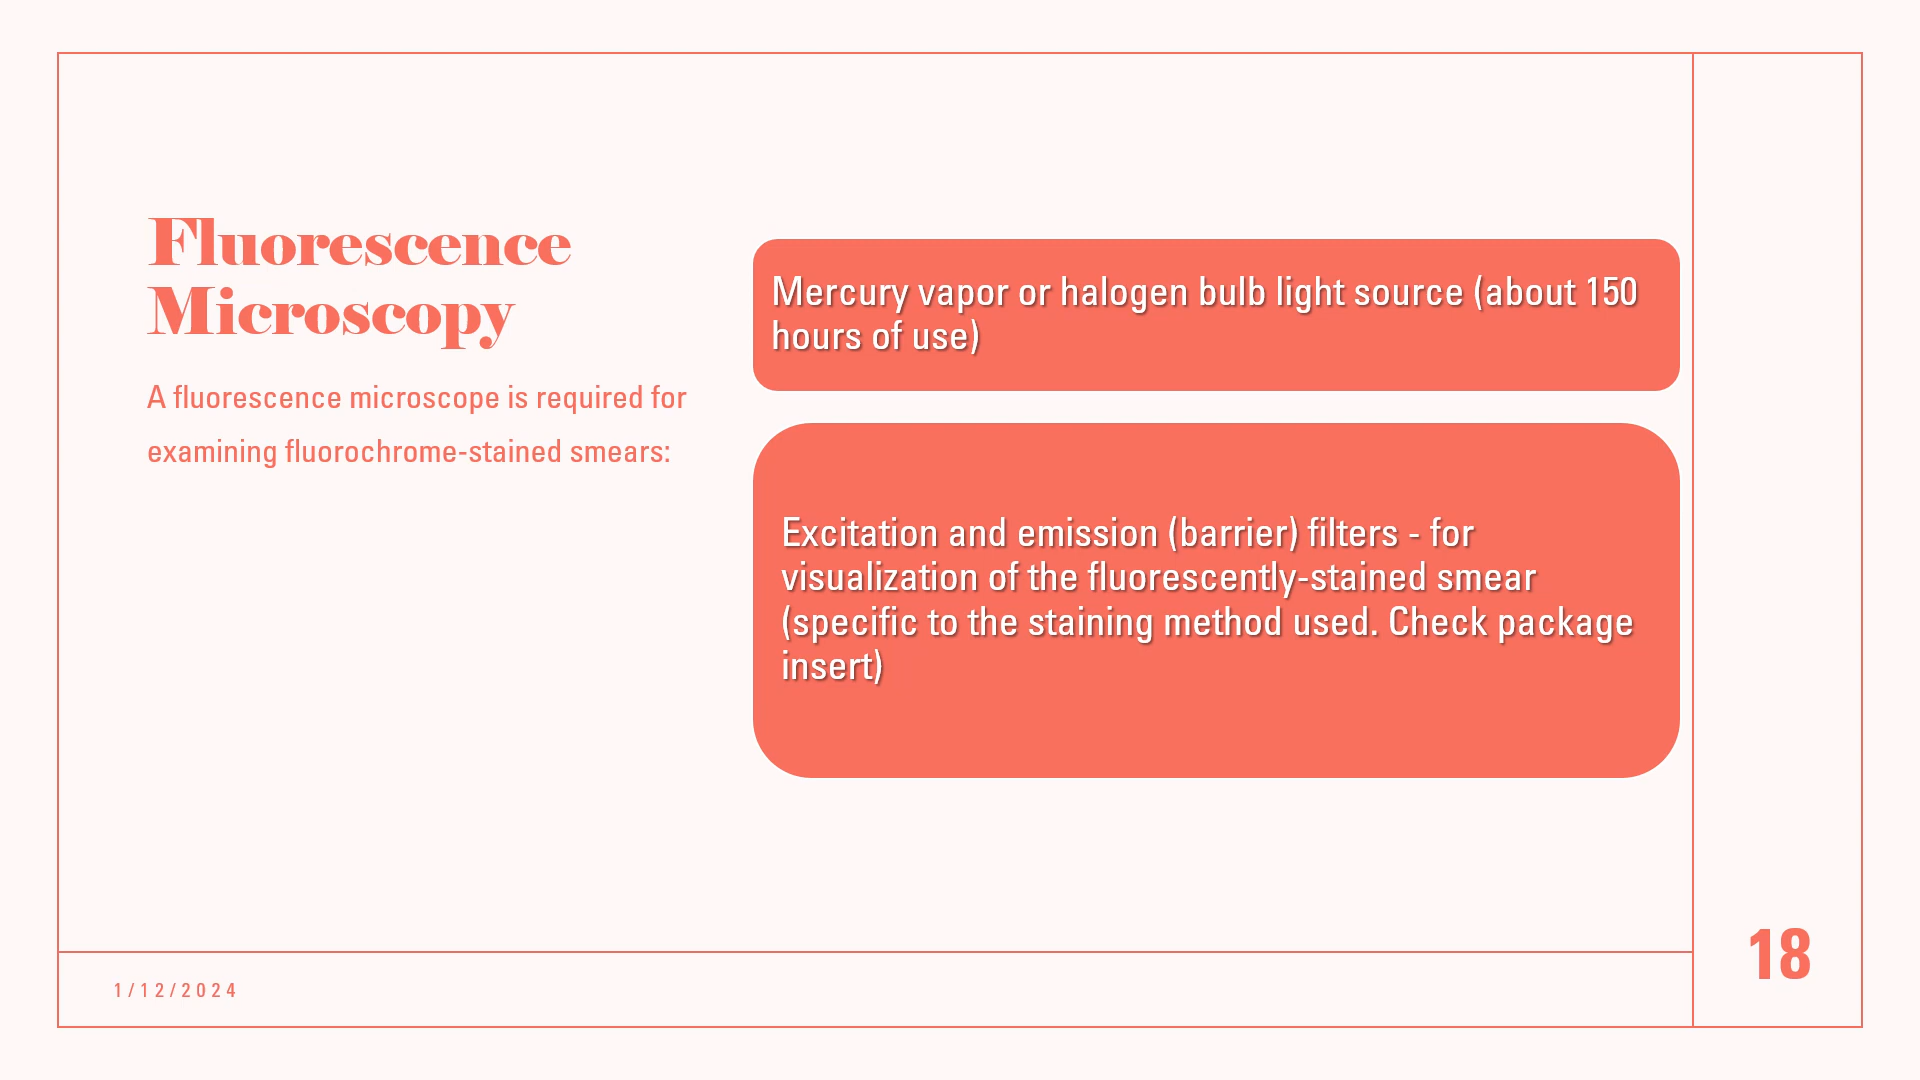 Fluorescence
Microscopy
A fluorescence microscope is required for
examining fluorochrome-stained smears:
Mercury vapor or halogen bulb light source (about 150
hours of use)
Excitation and emission (barrier) filters - for
visualization of the fluorescently-stained smear
(specific to the staining method used. Check package
insert)
1/12/2024
18